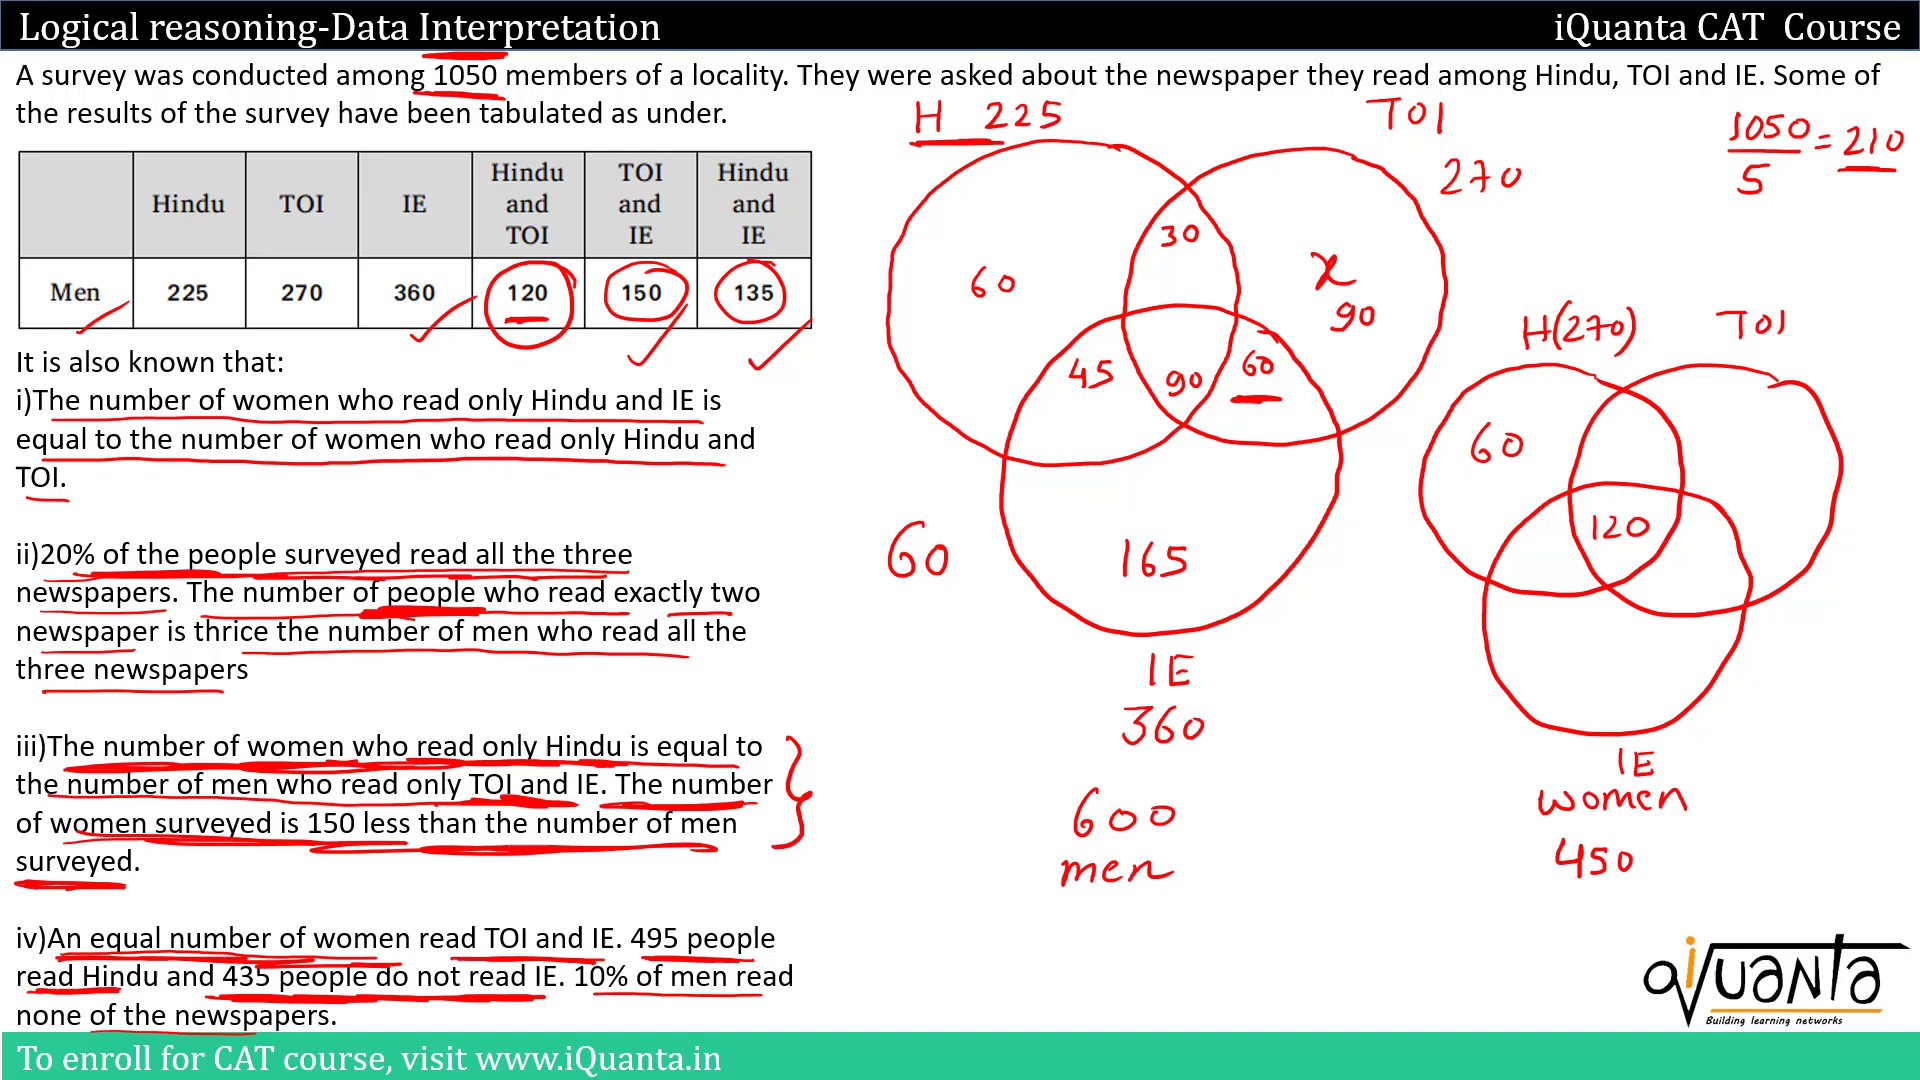 Logical reasoning-Data Interpretation
iQuanta CAT Course
A survey was conducted among 1050 members of a locality. They were asked about the newspaper they read among Hindu, TOI and IE. Some of
the results of the survey have been tabulated as under.
Hindu TOI IE Hindu and TOI TOI and IE Hindu and IE
Men 225 270 360 120 150 135
It is also known that:
i)The number of women who read only Hindu and IE is
equal to the number of women who read only Hindu and
TOI.
ii)20% of the people surveyed read all the three
newspapers. The number of people who read exactly two
newspaper is thrice the number of men who read all the
three newspapers
iii)The number of women who read only Hindu is equal to
the number of men who read only TOI and IE. The number
of women surveyed is 150 less than the number of men
surveyed.
iv)An equal number of women read TOI and IE. 495 people
read Hindu and 435 people do not read IE. 10% of men read
none of the newspapers.
H 225
TOI
270
60
30
x
90
45
90
60
165
60
IE
360
600
men
1050
5
= 210
H(270)
TOI
60
120
IE
women
450
iQuanta
Building learning networks
To enroll for CAT course, visit www.iQuanta.in